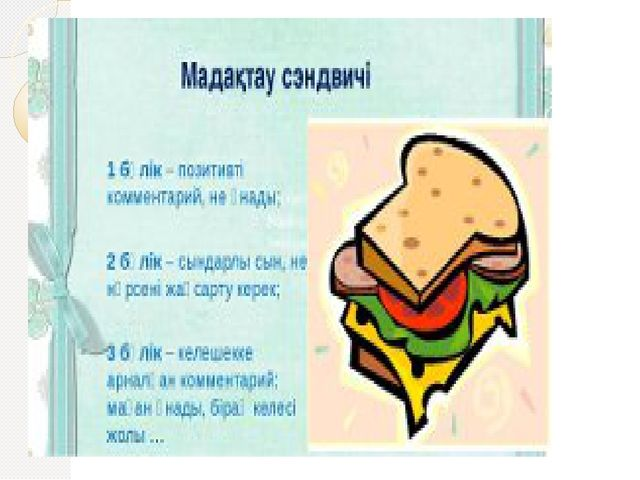 Мадақтау сэндвичі
1 б'лік – позитивті
комментарий, не 'нады;
2 б'лік – сындарлы сын, не
н'рсені жа'сарту керек;
3 б'лік – келешекке
арнал'ан комментарий;
ма'ан 'нады, біра' келесі
жолы ...